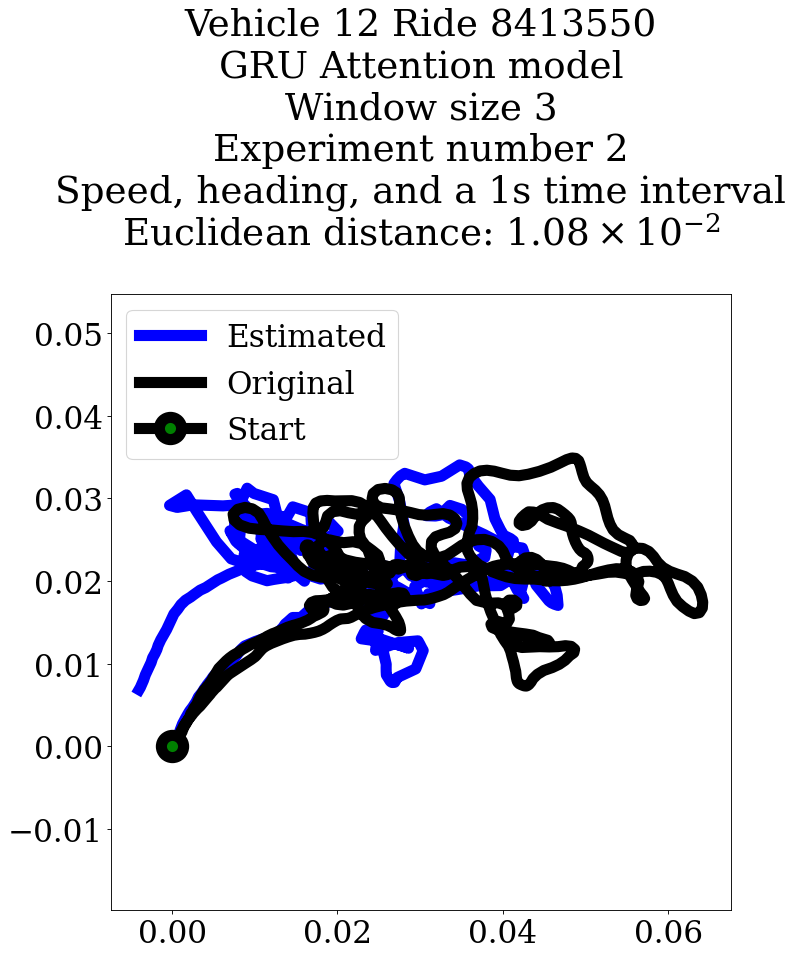 Vehicle 12 Ride 8413550
GRU Attention model
Window size 3
Experiment number 2
Speed, heading, and a 1s time interval
Euclidean distance: 1.08 × 10⁻²
Estimated
Original
Start
0.05
0.04
0.03
0.02
0.01
0.00
−0.01
0.00 0.02 0.04 0.06